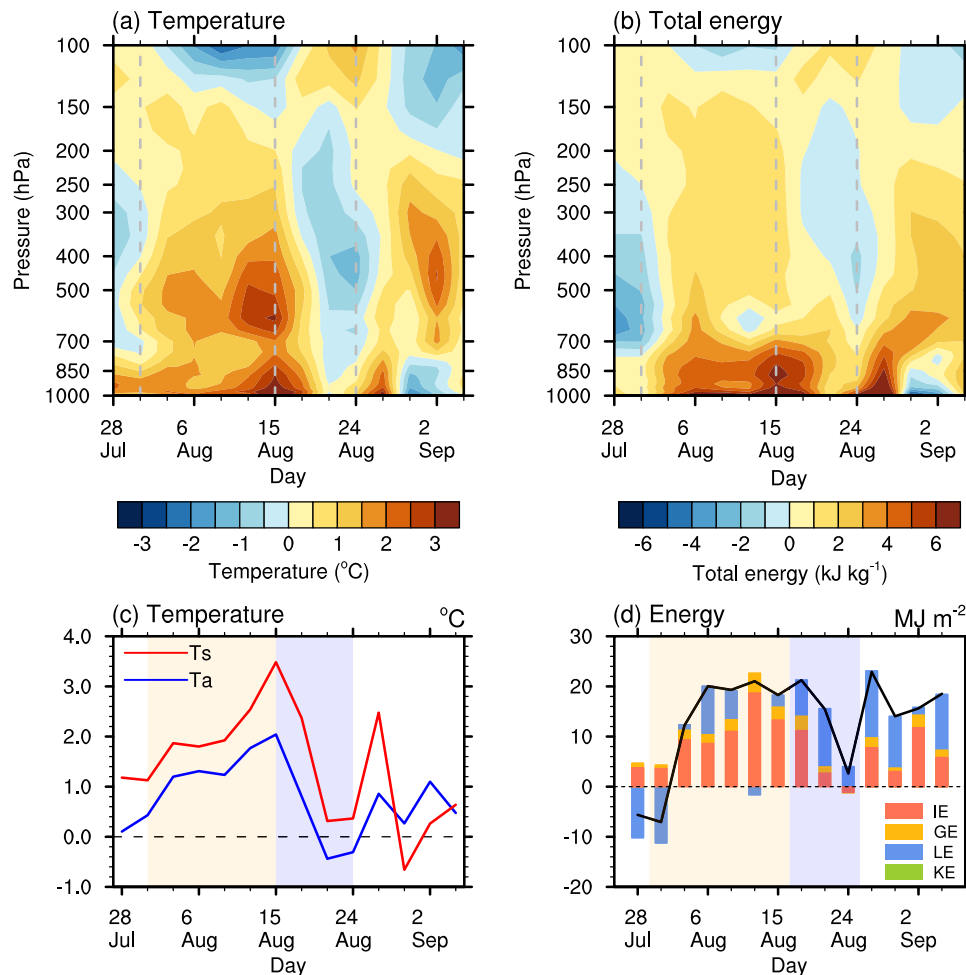 (a) Temperature
Pressure (hPa)
100
150
200
250
300
400
500
700
850
1000
28 6 15 24 2
Jul Aug Aug Aug Sep
Day
-3 -2 -1 0 1 2 3
Temperature (°C)
(b) Total energy
Pressure (hPa)
100
150
200
250
300
400
500
700
850
1000
28 6 15 24 2
Jul Aug Aug Aug Sep
Day
-6 -4 -2 0 2 4 6
Total energy (kJ kg⁻¹)
(c) Temperature °C
4.0
3.0
2.0
1.0
0.0
-1.0
Ts
Ta
28 6 15 24 2
Jul Aug Aug Aug Sep
Day
(d) Energy MJ m⁻²
30
20
10
0
-10
-20
IE
GE
LE
KE
28 6 15 24 2
Jul Aug Aug Aug Sep
Day